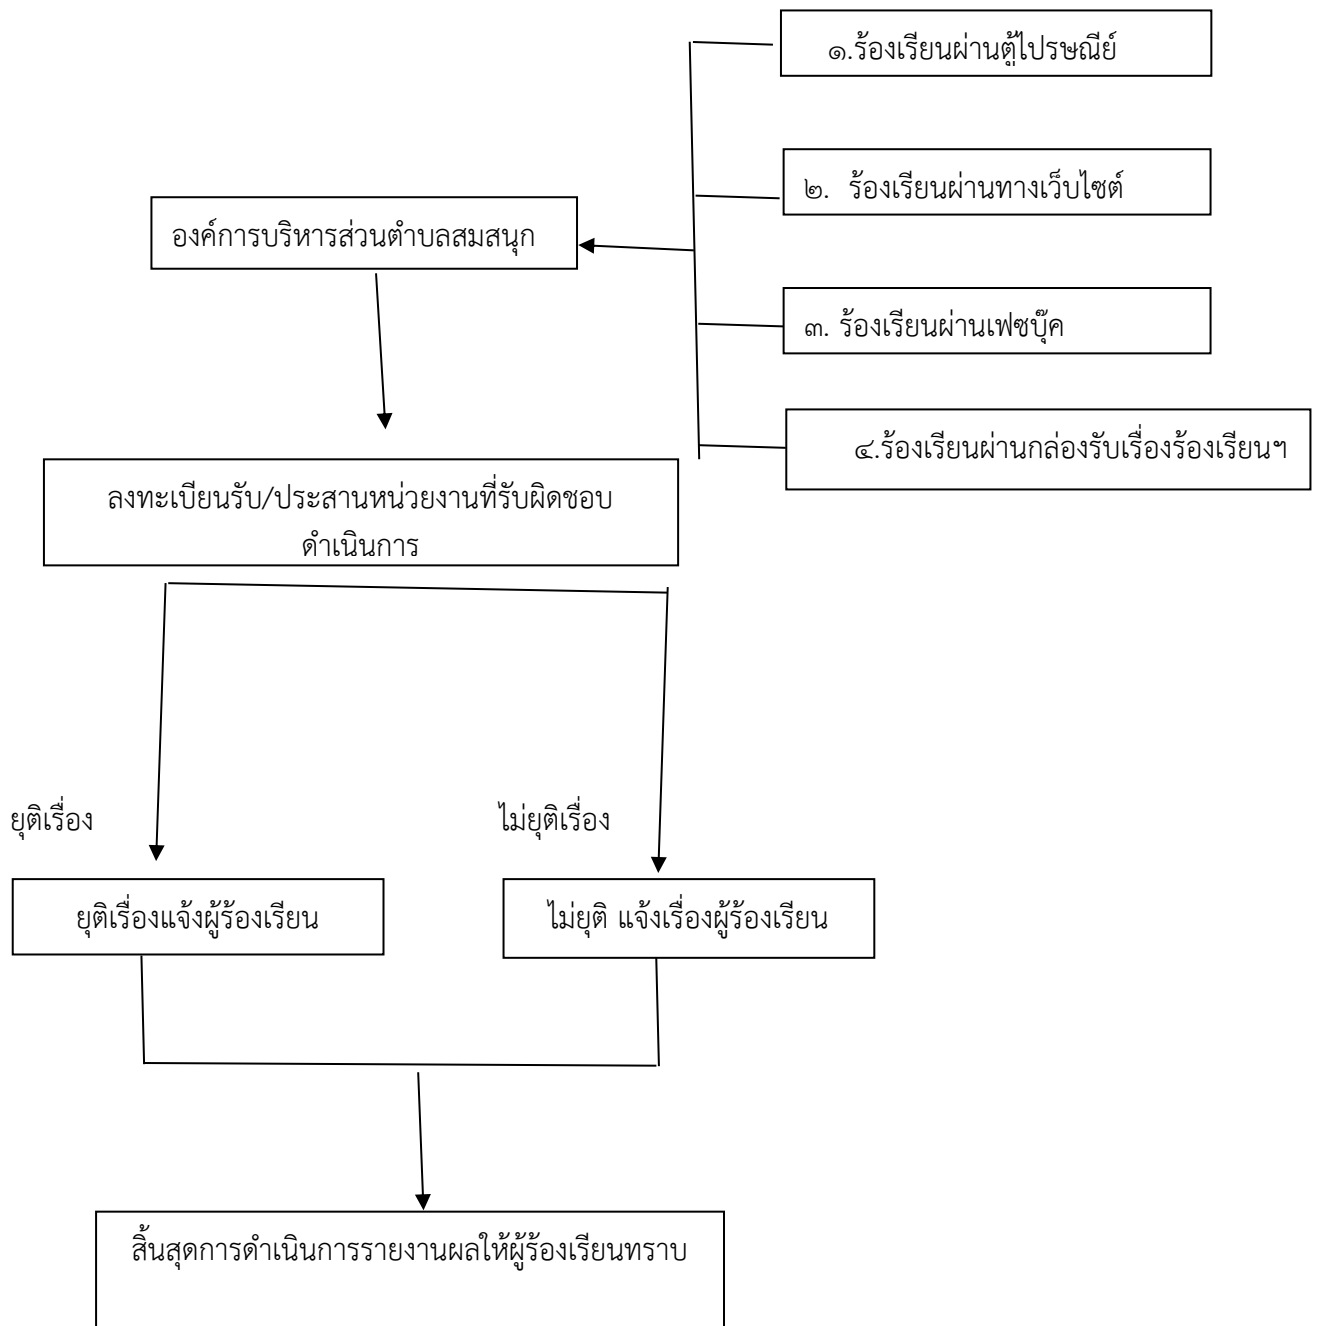 ๑.ร้องเรียนผ่านตู้ไปรษณีย์
๒. ร้องเรียนผ่านทางเว็บไซต์
องค์การบริหารส่วนตำบลสมสนุก
๓. ร้องเรียนผ่านเฟซบุ๊ค
๔.ร้องเรียนผ่านกล่องรับเรื่องร้องเรียนฯ
ลงทะเบียนรับ/ประสานหน่วยงานที่รับผิดชอบ
ดำเนินการ
ยุติเรื่อง
ไม่ยุติเรื่อง
ยุติเรื่องแจ้งผู้ร้องเรียน
ไม่ยุติ แจ้งเรื่องผู้ร้องเรียน
สิ้นสุดการดำเนินการรายงานผลให้ผู้ร้องเรียนทราบ